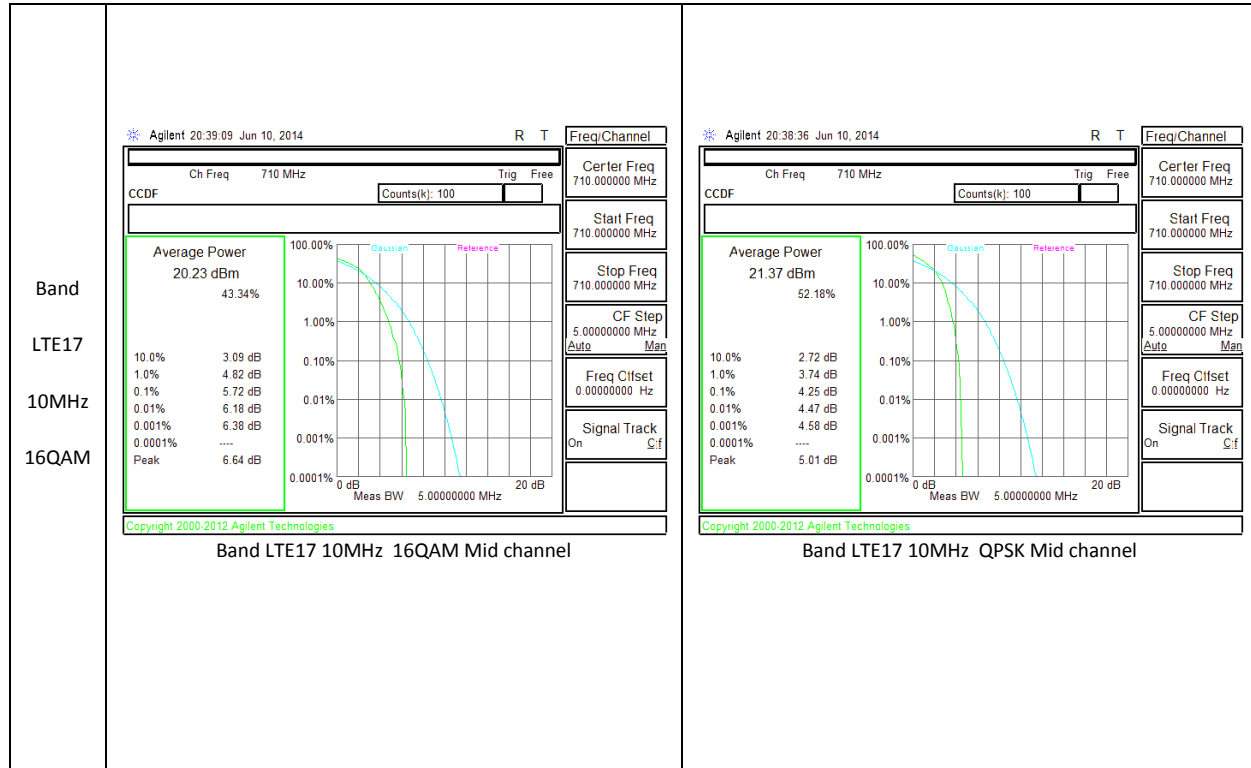 Band
LTE17
10MHz
16QAM
Agilent 20:39:09 Jun 10, 2014 R T
Ch Freq 710 MHz Trig Free
CCDF Counts(k): 100
Average Power
20.23 dBm
43.34%
10.0% 3.09 dB
1.0% 4.82 dB
0.1% 5.72 dB
0.01% 6.18 dB
0.001% 6.38 dB
0.0001% ----
Peak 6.64 dB
100.00% Gaussian Reference
10.00%
1.00%
0.10%
0.01%
0.001%
0.0001%
0 dB 20 dB
Meas BW 5.00000000 MHz
Freq/Channel
Center Freq
710.000000 MHz
Start Freq
710.000000 MHz
Stop Freq
710.000000 MHz
CF Step
5.00000000 MHz
Auto Man
Freq Offset
0.00000000 Hz
Signal Track
On Off
Copyright 2000-2012 Agilent Technologies
Band LTE17 10MHz 16QAM Mid channel
Agilent 20:38:36 Jun 10, 2014 R T
Ch Freq 710 MHz Trig Free
CCDF Counts(k): 100
Average Power
21.37 dBm
52.18%
10.0% 2.72 dB
1.0% 3.74 dB
0.1% 4.25 dB
0.01% 4.47 dB
0.001% 4.58 dB
0.0001% ----
Peak 5.01 dB
100.00% Gaussian Reference
10.00%
1.00%
0.10%
0.01%
0.001%
0.0001%
0 dB 20 dB
Meas BW 5.00000000 MHz
Freq/Channel
Center Freq
710.000000 MHz
Start Freq
710.000000 MHz
Stop Freq
710.000000 MHz
CF Step
5.00000000 MHz
Auto Man
Freq Offset
0.00000000 Hz
Signal Track
On Off
Copyright 2000-2012 Agilent Technologies
Band LTE17 10MHz QPSK Mid channel